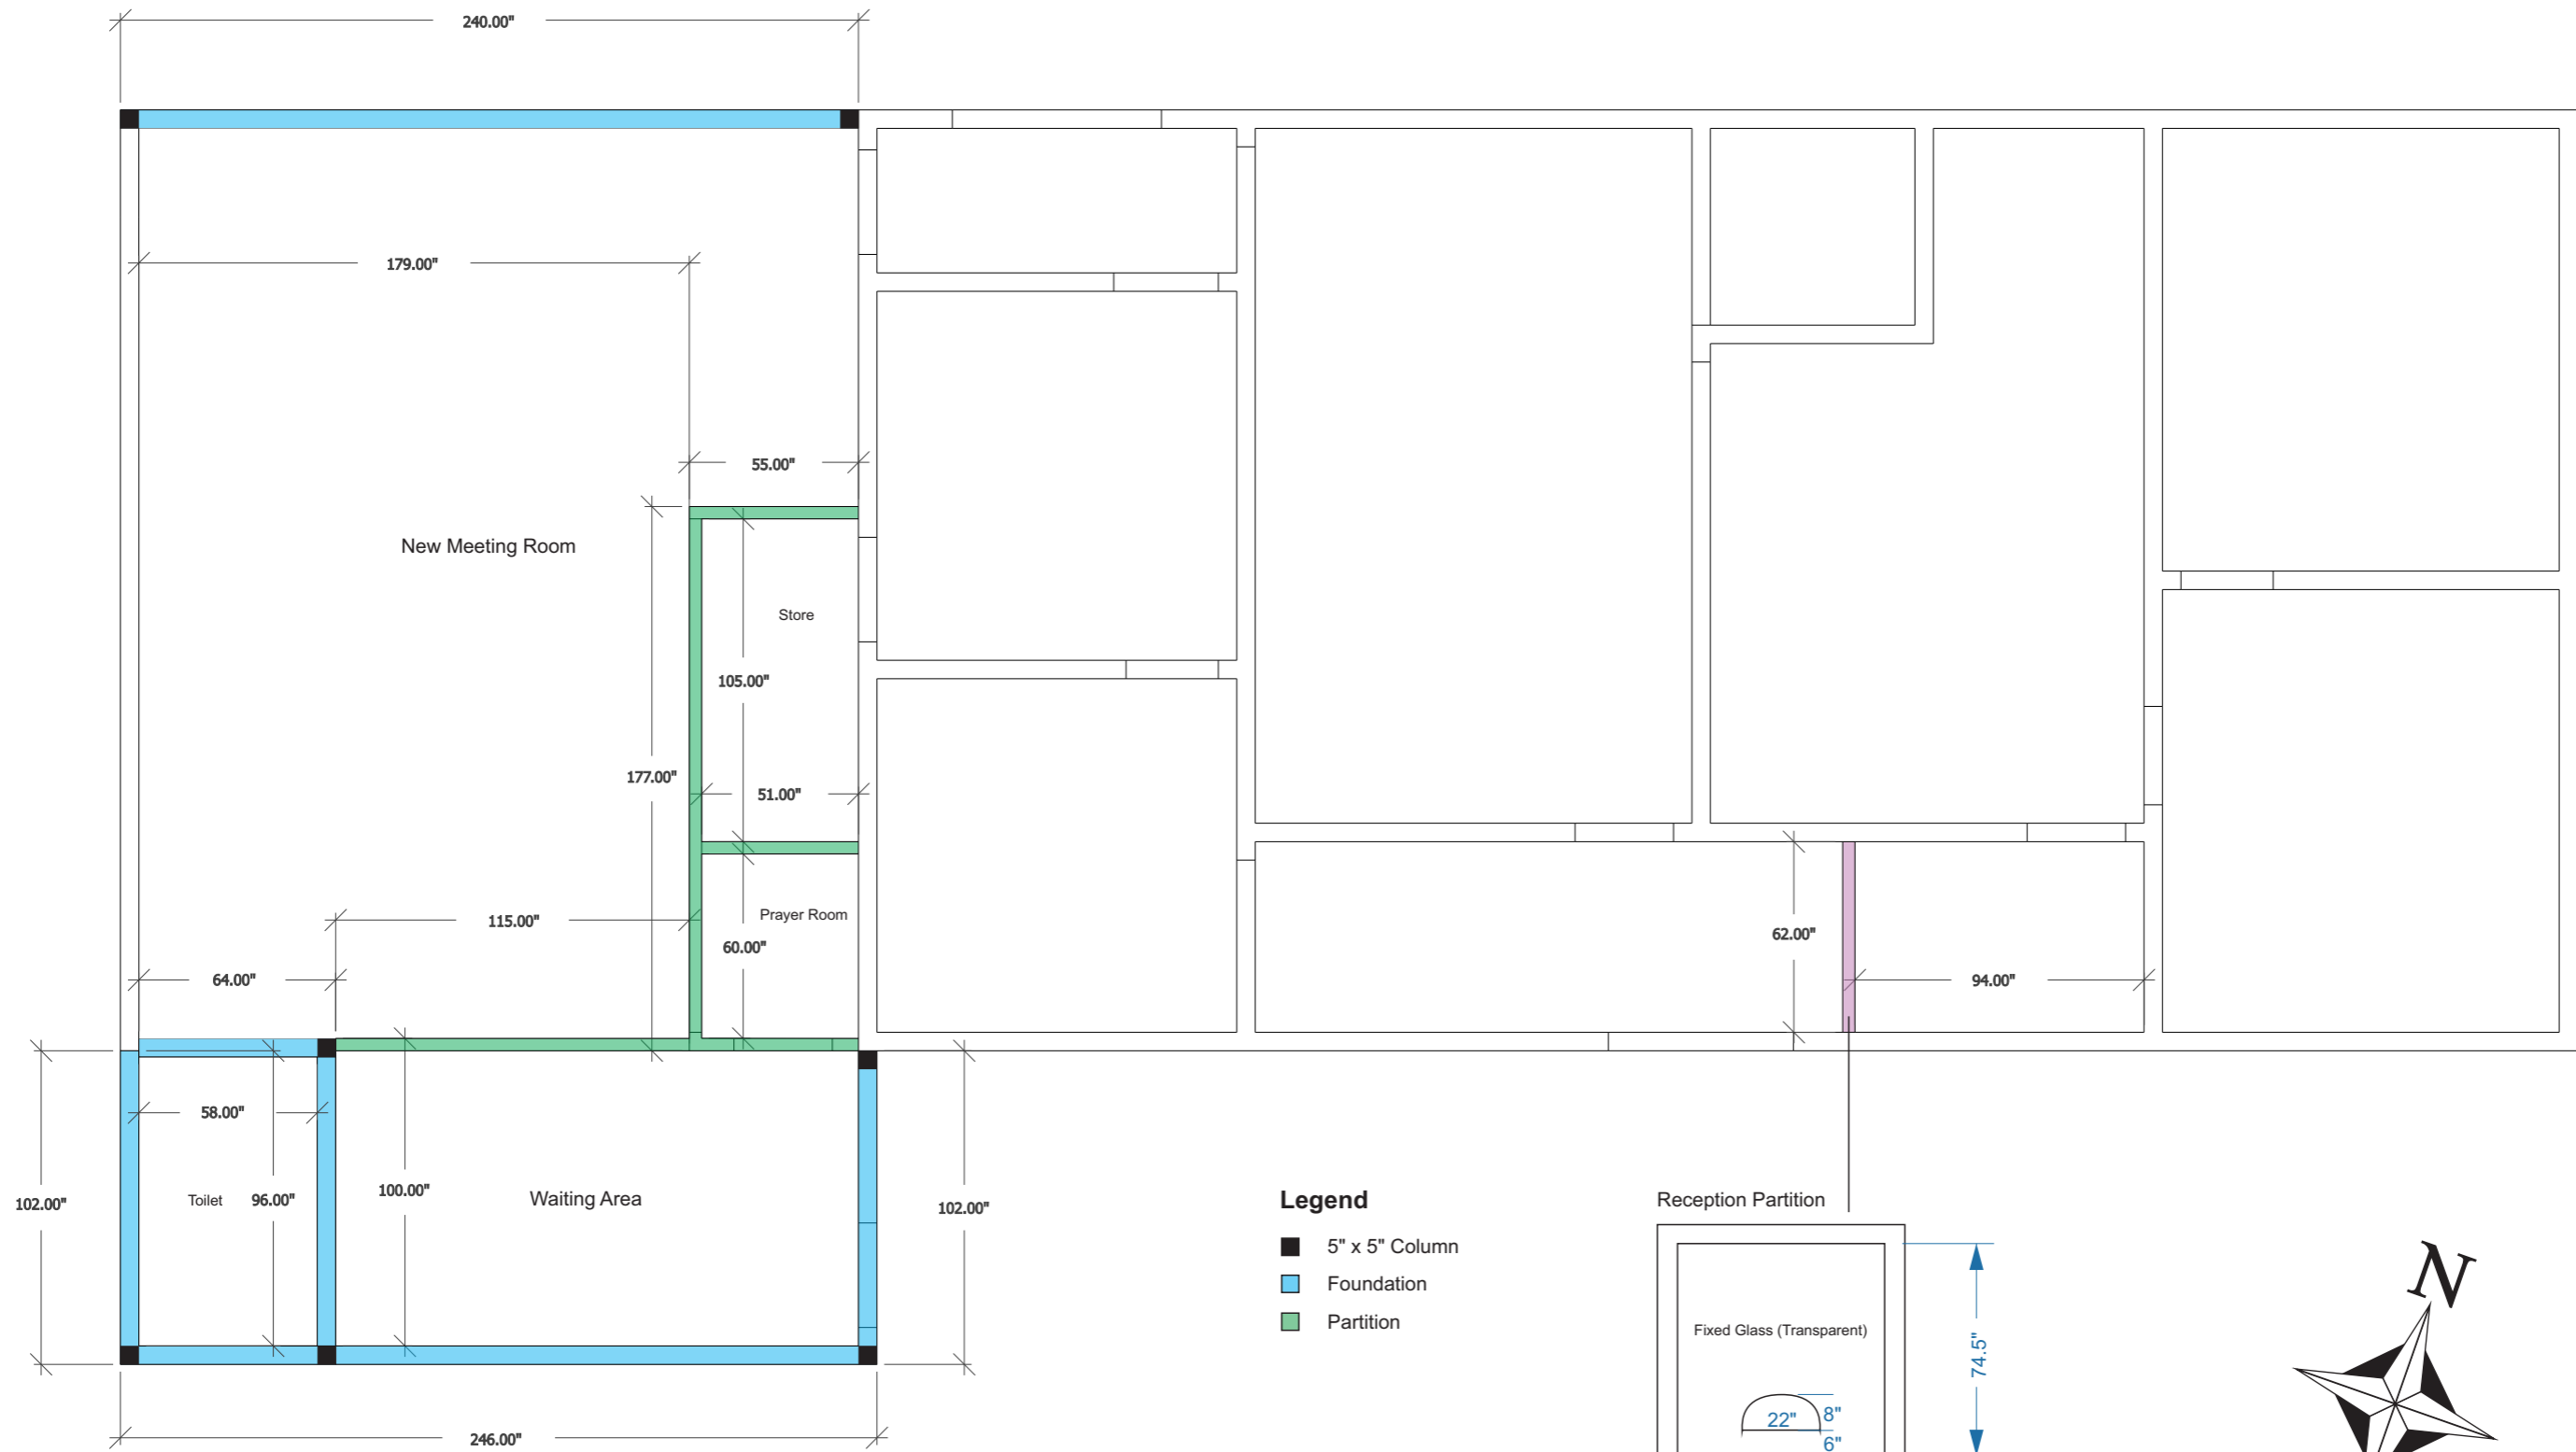 240.00"
179.00"
55.00"
New Meeting Room
Store
105.00"
177.00"
51.00"
Prayer Room
115.00"
60.00"
62.00"
64.00"
94.00"
58.00"
102.00"
Toilet
96.00"
100.00"
Waiting Area
102.00"
246.00"
Legend
5" x 5" Column
Foundation
Partition
Reception Partition
Fixed Glass (Transparent)
74.5"
22"
8"
6"
N